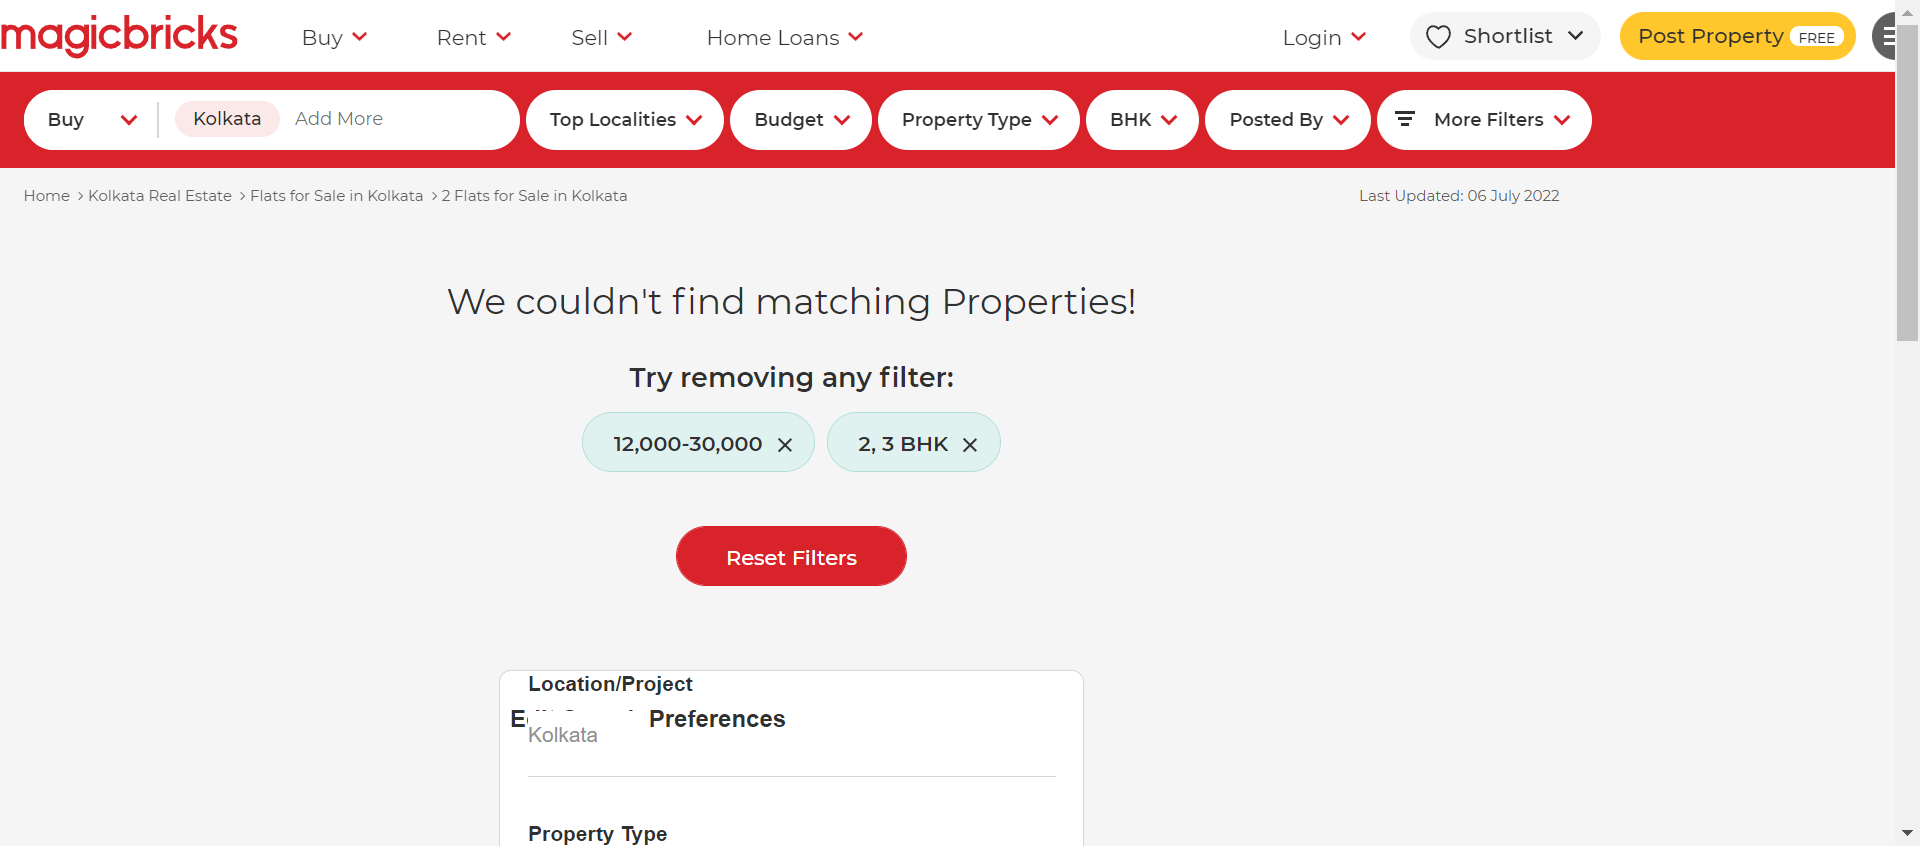 magicbricks Buy Rent Sell Home Loans Login Shortlist Post Property FREE
Buy Kolkata Add More Top Localities Budget Property Type BHK Posted By More Filters
Home > Kolkata Real Estate > Flats for Sale in Kolkata > 2 Flats for Sale in Kolkata Last Updated: 06 July 2022
We couldn't find matching Properties!
Try removing any filter:
12,000-30,000 × 2, 3 BHK ×
Reset Filters
Location/Project
Preferences
Kolkata
Property Type